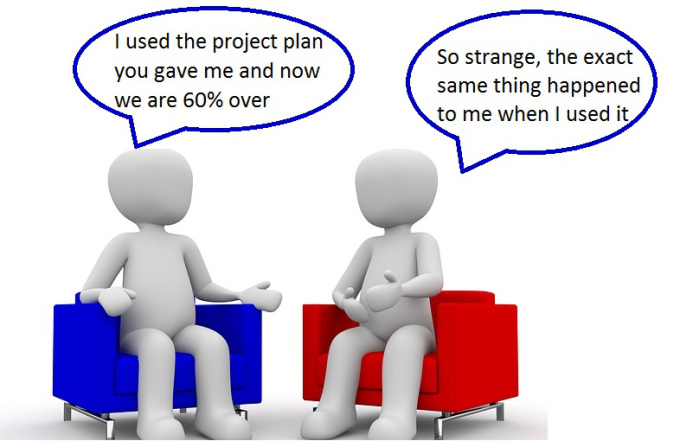 I used the project plan
you gave me and now
we are 60% over
So strange, the exact
same thing happened
to me when I used it